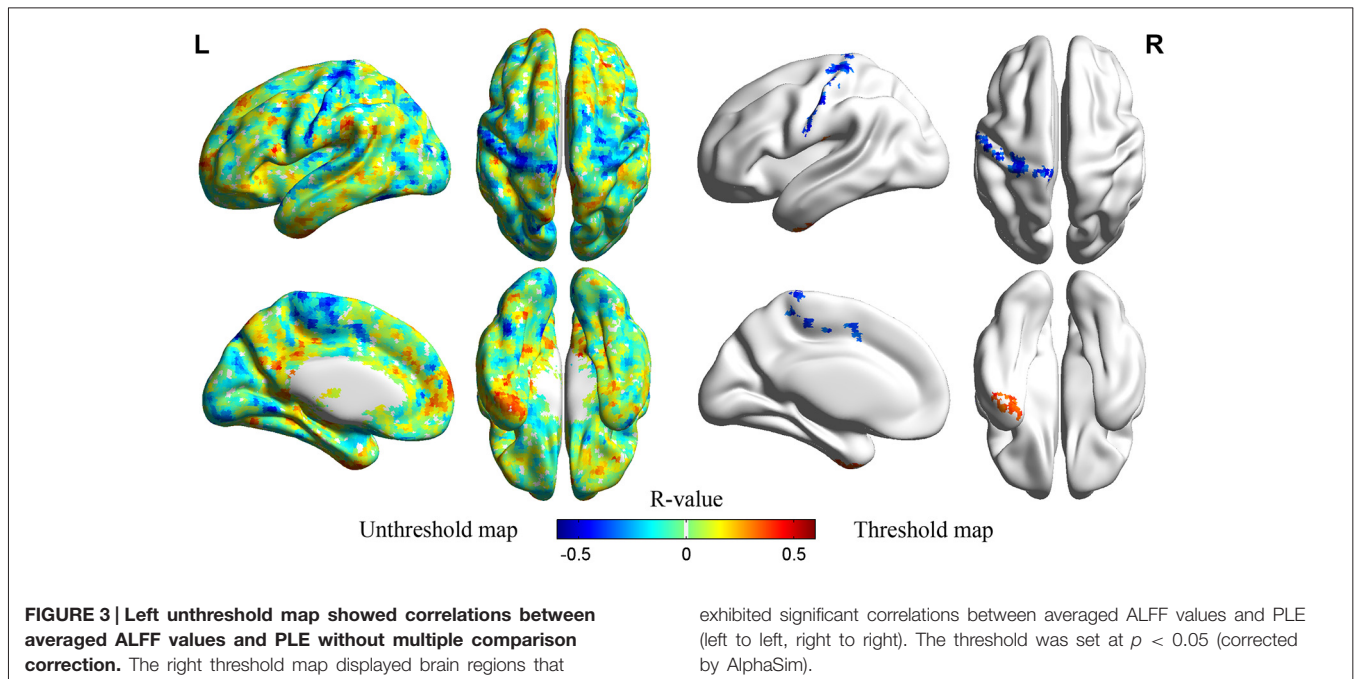 L
R
R-value
Unthreshold map
Threshold map
-0.5
0
0.5
FIGURE 3 | Left unthreshold map showed correlations between
averaged ALFF values and PLE without multiple comparison
correction. The right threshold map displayed brain regions that
exhibited significant correlations between averaged ALFF values and PLE
(left to left, right to right). The threshold was set at p < 0.05 (corrected
by AlphaSim).